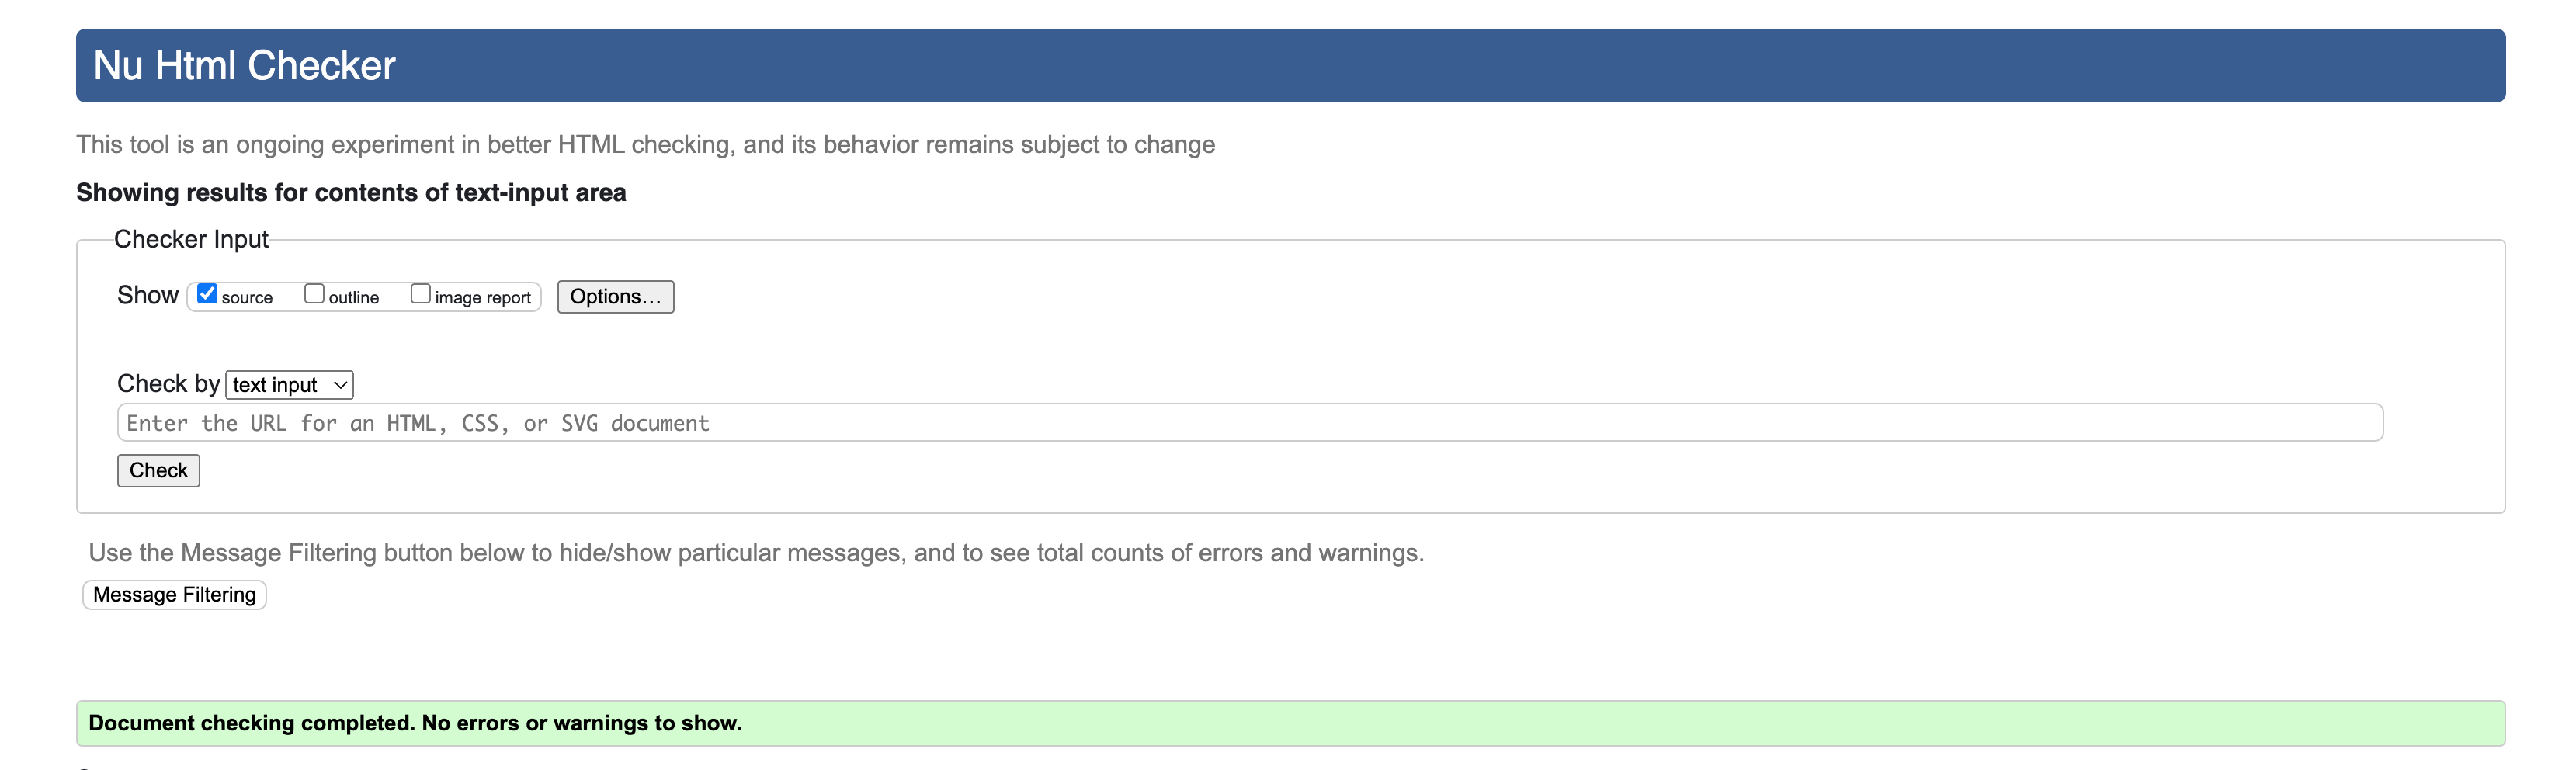 Nu Html Checker
This tool is an ongoing experiment in better HTML checking, and its behavior remains subject to change
Showing results for contents of text-input area
Checker Input
Show source outline image report Options...
Check by text input
Enter the URL for an HTML, CSS, or SVG document
Check
Use the Message Filtering button below to hide/show particular messages, and to see total counts of errors and warnings.
Message Filtering
Document checking completed. No errors or warnings to show.